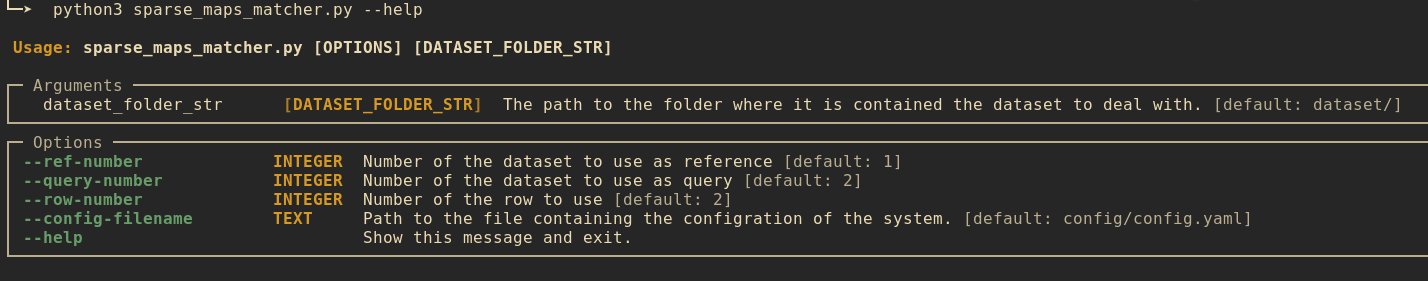 python3 sparse_maps_matcher.py --help
Usage: sparse_maps_matcher.py [OPTIONS] [DATASET_FOLDER_STR]
Arguments
dataset_folder_str [DATASET_FOLDER_STR] The path to the folder where it is contained the dataset to deal with. [default: dataset/]
Options
--ref-number INTEGER Number of the dataset to use as reference [default: 1]
--query-number INTEGER Number of the dataset to use as query [default: 2]
--row-number INTEGER Number of the row to use [default: 2]
--config-filename TEXT Path to the file containing the configration of the system. [default: config/config.yaml]
--help Show this message and exit.